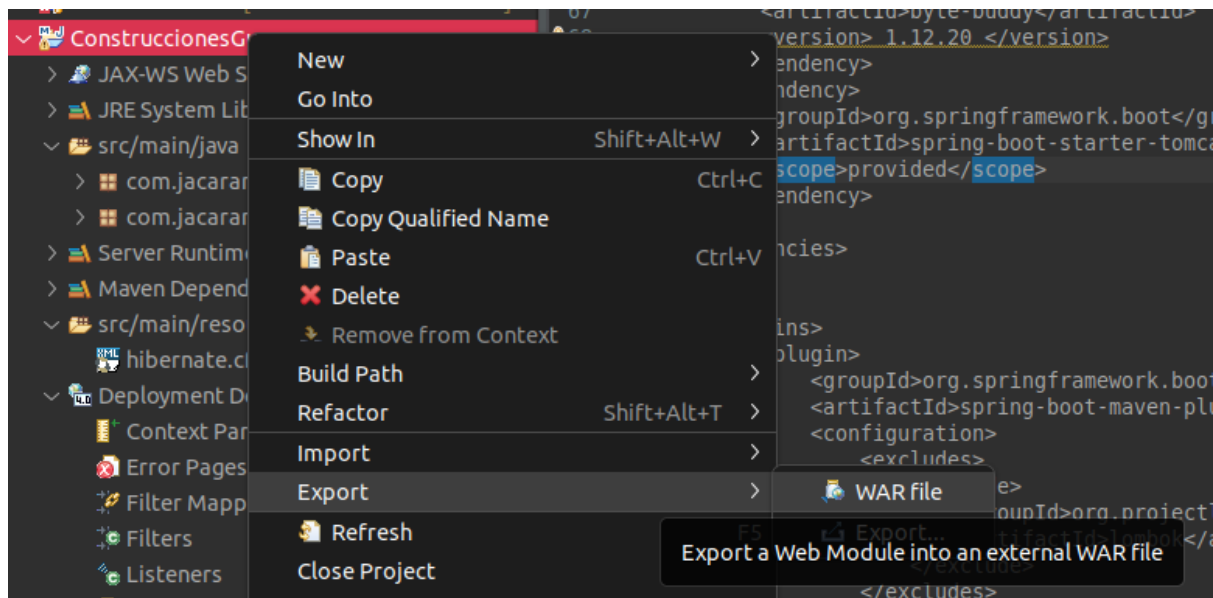 67
<artifactId>byte-buddy</artifactId>
<version> 1.12.20 </version>
endency>
ndency>
groupId>org.springframework.boot</gr
artifactId>spring-boot-starter-tomca
scope>provided</scope>
endency>
ncies>
ins>
plugin>
<groupId>org.springframework.boot
<artifactId>spring-boot-maven-plu
<configuration>
<excludes>
e>
oupId>org.projectl
tifactId>lombok</a
</exclude>
</excludes>
ConstruccionesGu
JAX-WS Web S
JRE System Lib
src/main/java
com.jacarar
com.jacarar
Server Runtim
Maven Depend
src/main/reso
hibernate.cf
Deployment De
Context Par
Error Pages
Filter Mapp
Filters
Listeners
New
Go Into
Show In Shift+Alt+W
Copy Ctrl+C
Copy Qualified Name
Paste Ctrl+V
Delete
Remove from Context
Build Path
Refactor Shift+Alt+T
Import
Export
Refresh F5
Close Project
WAR file
Export...
Export a Web Module into an external WAR file